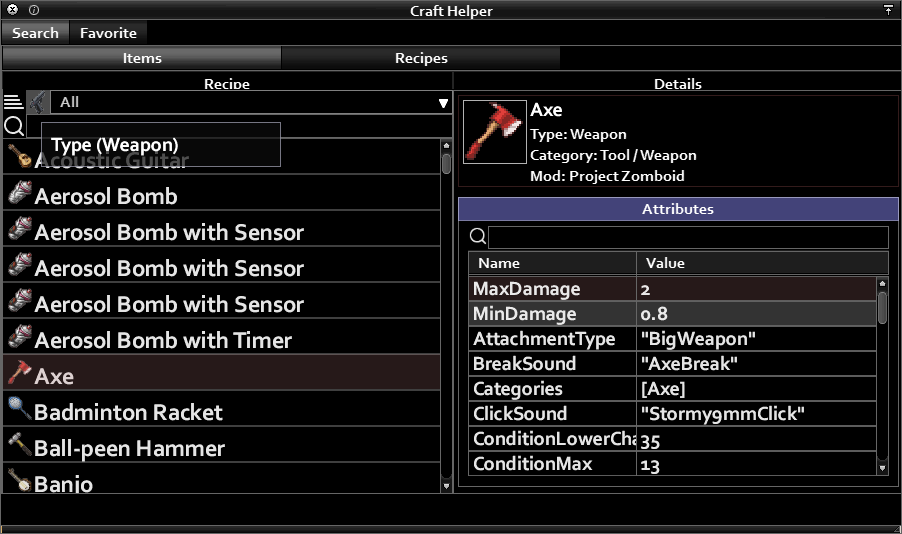 Craft Helper
Search Favorite
Items Recipes
Recipe Details
All
Type (Weapon)
Acoustic Guitar
Aerosol Bomb
Aerosol Bomb with Sensor
Aerosol Bomb with Sensor
Aerosol Bomb with Sensor
Aerosol Bomb with Timer
Axe
Badminton Racket
Ball-peen Hammer
Banjo
Axe
Type: Weapon
Category: Tool / Weapon
Mod: Project Zomboid
Attributes
Name Value
MaxDamage 2
MinDamage 0.8
AttachmentType "BigWeapon"
BreakSound "AxeBreak"
Categories [Axe]
ClickSound "Stormy9mmClick"
ConditionLowerCha 35
ConditionMax 13